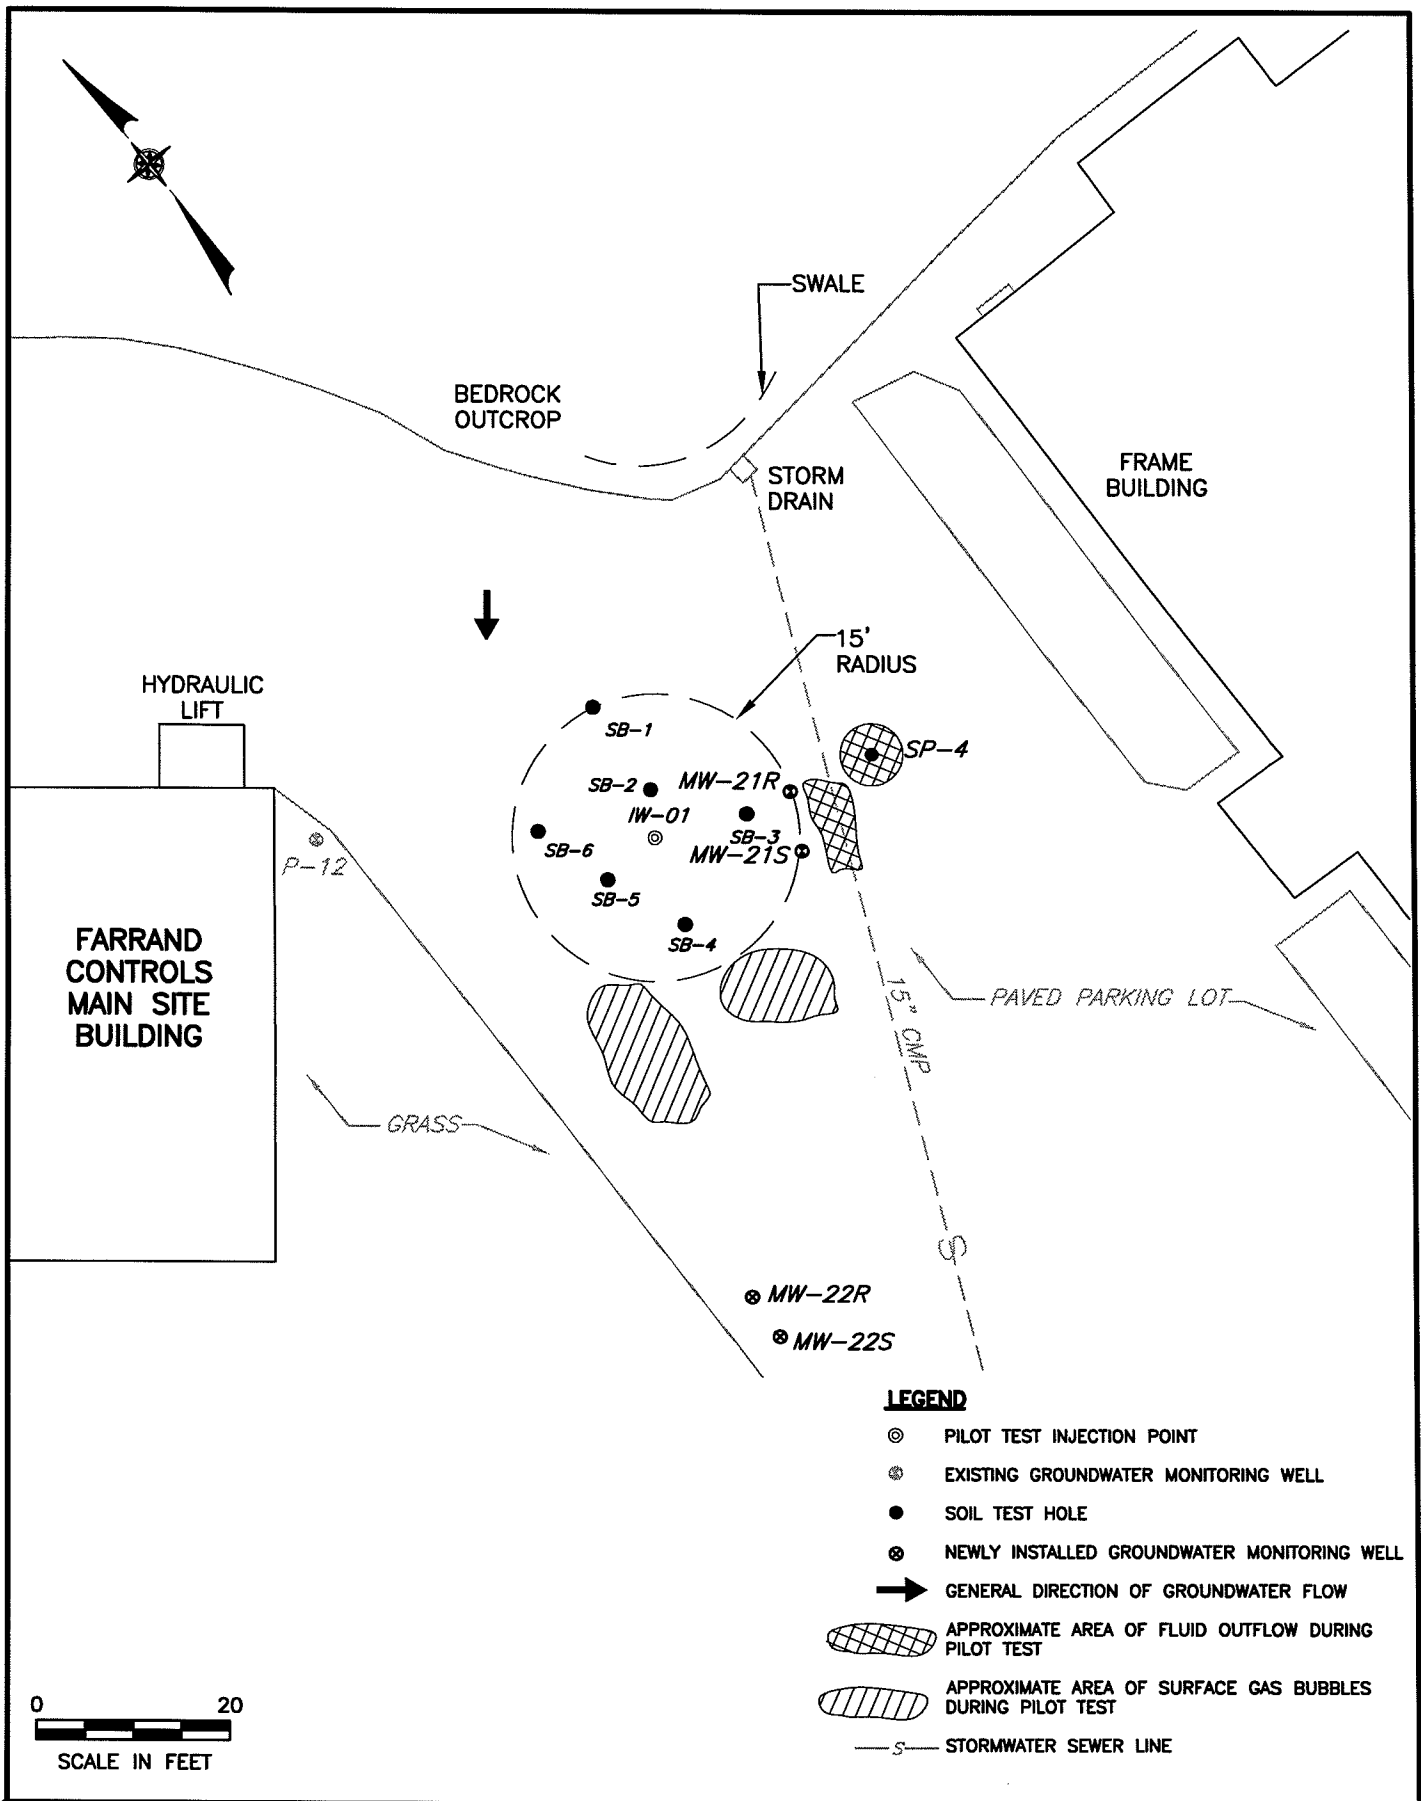 SWALE
BEDROCK
OUTCROP
STORM
DRAIN
FRAME
BUILDING
15'
RADIUS
HYDRAULIC
LIFT
SB-1
SP-4
SB-2
MW-21R
IW-01
SB-3
SB-6
MW-21S
P-12
SB-5
SB-4
FARRAND
CONTROLS
MAIN SITE
BUILDING
15" CMP
PAVED PARKING LOT
GRASS
S
MW-22R
MW-22S
LEGEND
PILOT TEST INJECTION POINT
EXISTING GROUNDWATER MONITORING WELL
SOIL TEST HOLE
NEWLY INSTALLED GROUNDWATER MONITORING WELL
GENERAL DIRECTION OF GROUNDWATER FLOW
APPROXIMATE AREA OF FLUID OUTFLOW DURING
PILOT TEST
APPROXIMATE AREA OF SURFACE GAS BUBBLES
DURING PILOT TEST
S STORMWATER SEWER LINE
0 20
SCALE IN FEET